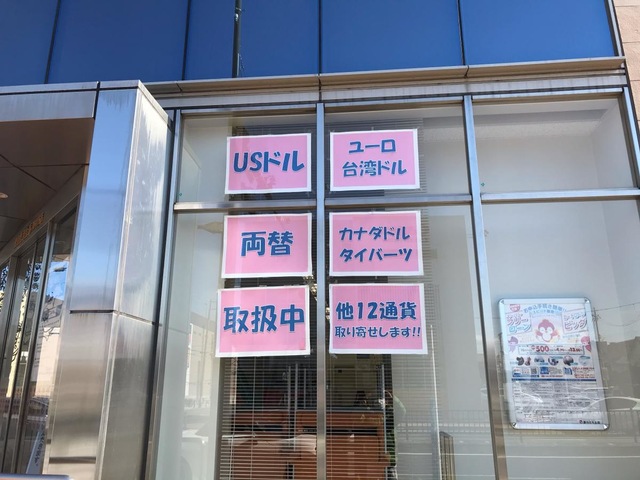 USドル
ユーロ
台湾ドル
両替
カナダドル
タイバーツ
取扱中
他12通貨
取り寄せします!!